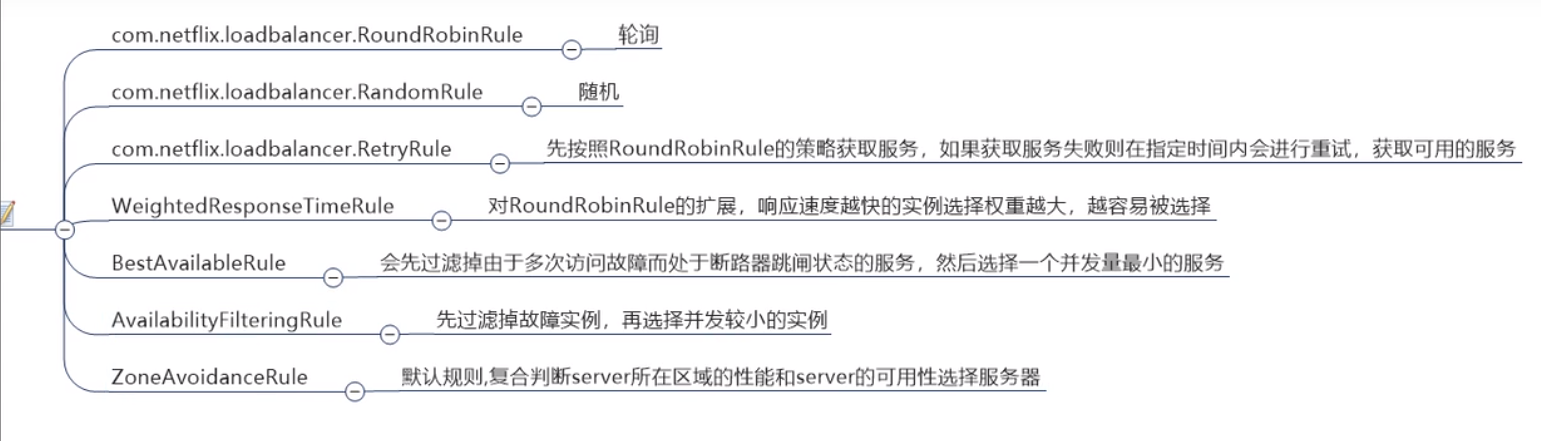 com.netflix.loadbalancer.RoundRobinRule 轮询
com.netflix.loadbalancer.RandomRule 随机
com.netflix.loadbalancer.RetryRule 先按照RoundRobinRule的策略获取服务，如果获取服务失败则在指定时间内会进行重试，获取可用的服务
WeightedResponseTimeRule 对RoundRobinRule的扩展，响应速度越快的实例选择权重越大，越容易被选择
BestAvailableRule 会先过滤掉由于多次访问故障而处于断路器跳闸状态的服务，然后选择一个并发量最小的服务
AvailabilityFilteringRule 先过滤掉故障实例，再选择并发较小的实例
ZoneAvoidanceRule 默认规则,复合判断server所在区域的性能和server的可用性选择服务器